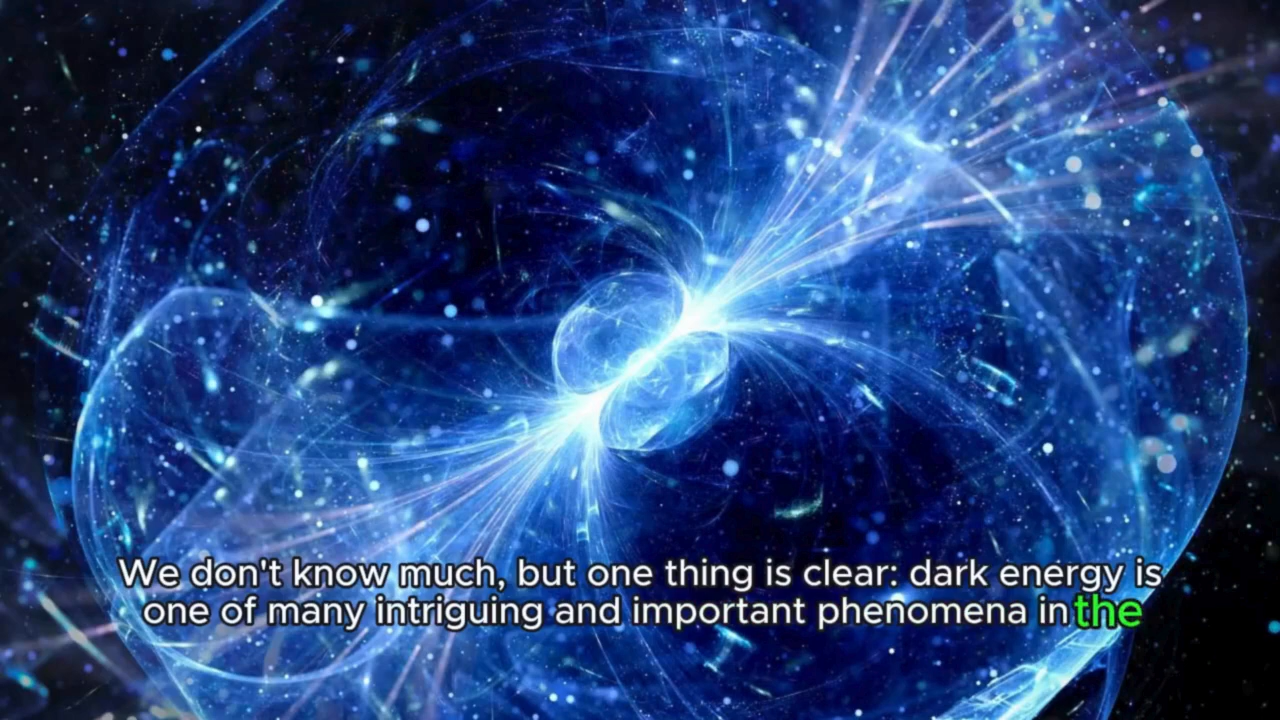 We don't know much, but one thing is clear: dark energy is
one of many intriguing and important phenomena in the